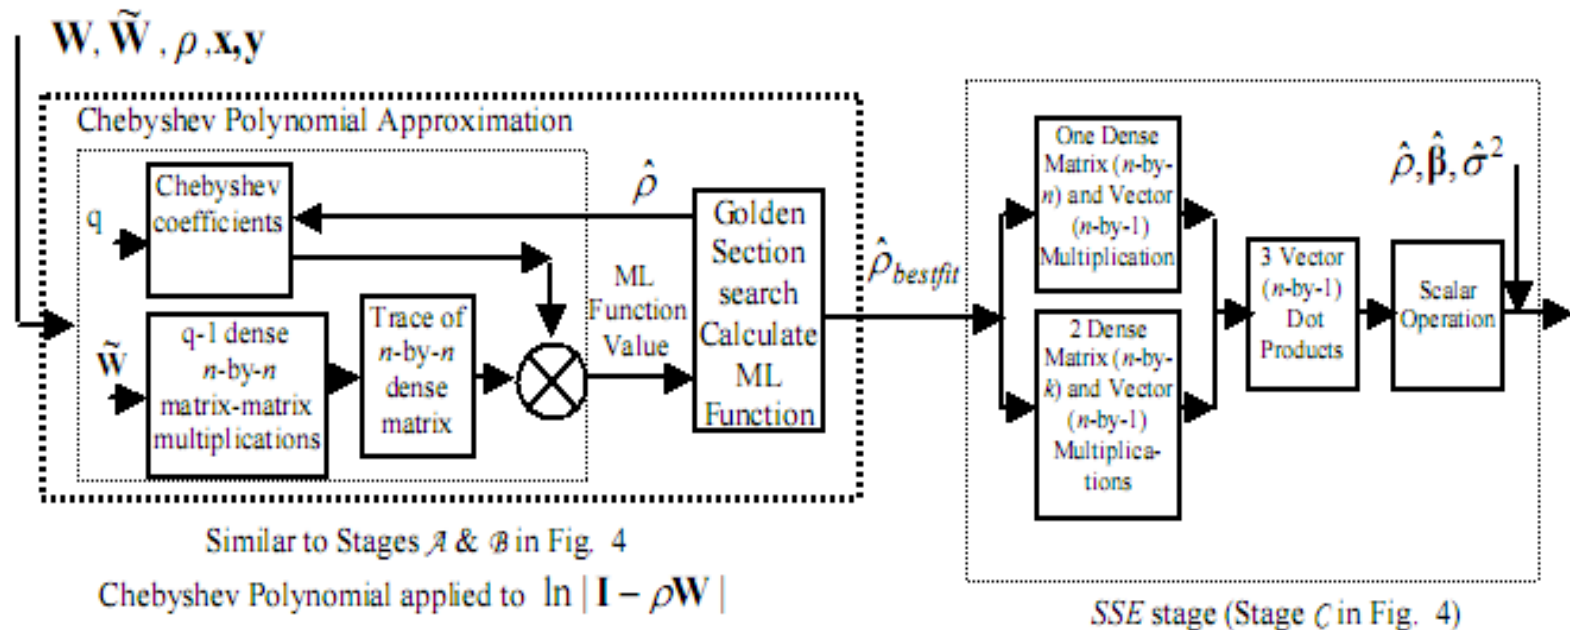 W, W̃, ρ ,x,y
Chebyshev Polynomial Approximation
q
Chebyshev
coefficients
W̃
q-1 dense
n-by-n
matrix-matrix
multiplications
Trace of
n-by-n
dense
matrix
ρ̂
ML
Function
Value
Golden
Section
search
Calculate
ML
Function
ρ̂bestfit
Similar to Stages A & B in Fig. 4
Chebyshev Polynomial applied to ln | I − ρW |
One Dense
Matrix (n-by-
n) and Vector
(n-by-1)
Multiplication
2 Dense
Matrix (n-by-
k) and Vector
(n-by-1)
Multiplica-
tions
3 Vector
(n-by-1)
Dot
Products
Scalar
Operation
ρ̂, β̂, σ̂²
SSE stage (Stage C in Fig. 4)